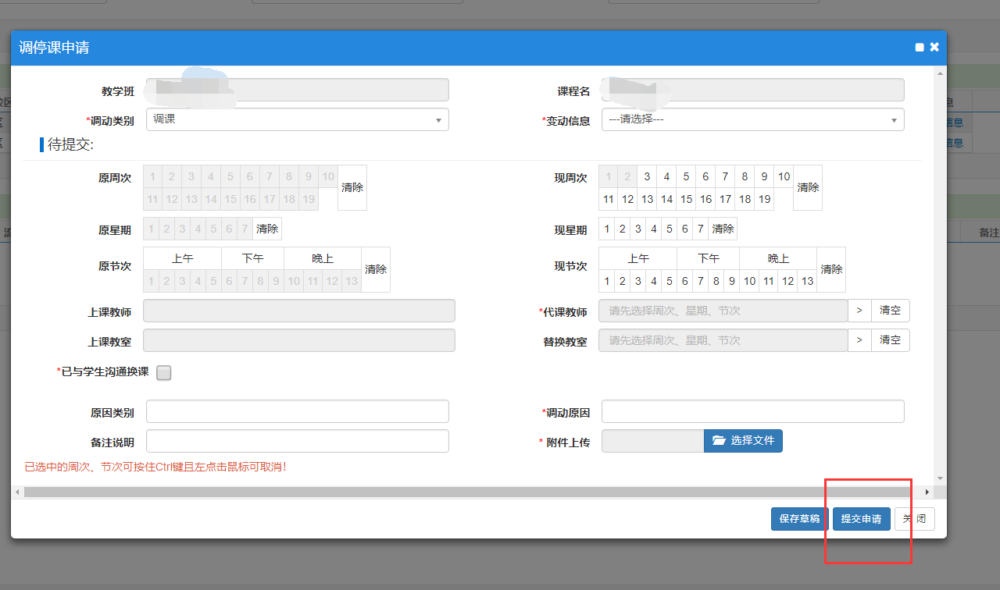 调停课申请
教学班 课程名
*调动类别 调课 *变动信息 ---请选择---
待提交:
原周次 1 2 3 4 5 6 7 8 9 10 清除 现周次 1 2 3 4 5 6 7 8 9 10 清除
11 12 13 14 15 16 17 18 19 11 12 13 14 15 16 17 18 19
原星期 1 2 3 4 5 6 7 清除 现星期 1 2 3 4 5 6 7 清除
原节次 上午 下午 晚上 清除 现节次 上午 下午 晚上 清除
1 2 3 4 5 6 7 8 9 10 11 12 13 1 2 3 4 5 6 7 8 9 10 11 12 13
上课教师 *代课教师 请先选择周次、星期、节次 > 清空
上课教室 替换教室 请先选择周次、星期、节次 > 清空
*已与学生沟通换课
原因类别 *调动原因
备注说明 * 附件上传 选择文件
已选中的周次、节次可按住Ctrl键且左点击鼠标可取消!
保存草稿 提交申请 关 闭
息
信息
信息
备注